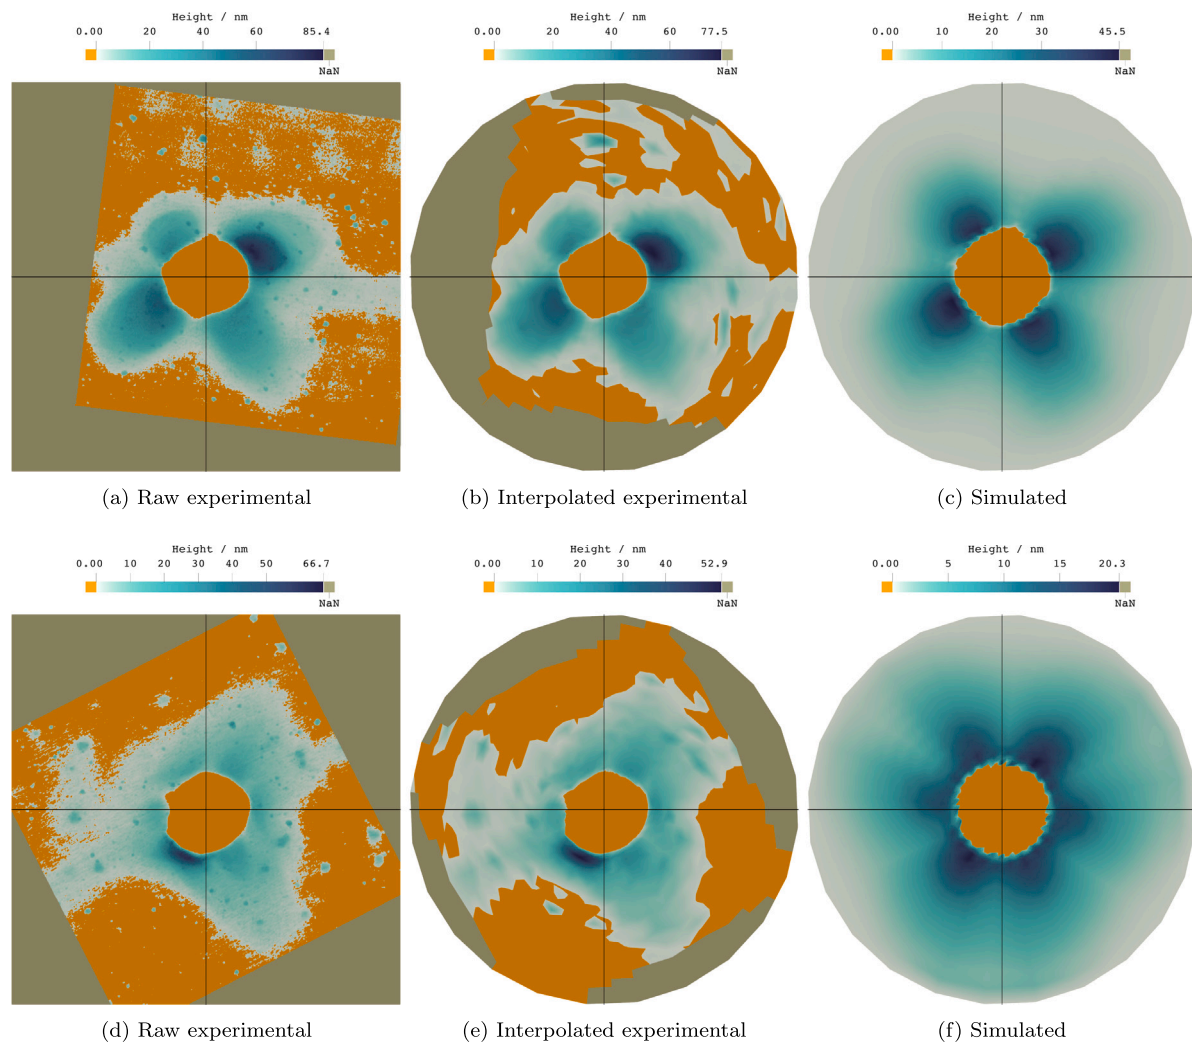 Height / nm Height / nm Height / nm
0.00 20 40 60 85.4 0.00 20 40 60 77.5 0.00 10 20 30 45.5
NaN NaN NaN
(a) Raw experimental (b) Interpolated experimental (c) Simulated
Height / nm Height / nm Height / nm
0.00 10 20 30 40 50 66.7 0.00 10 20 30 40 52.9 0.00 5 10 15 20.3
NaN NaN NaN
(d) Raw experimental (e) Interpolated experimental (f) Simulated